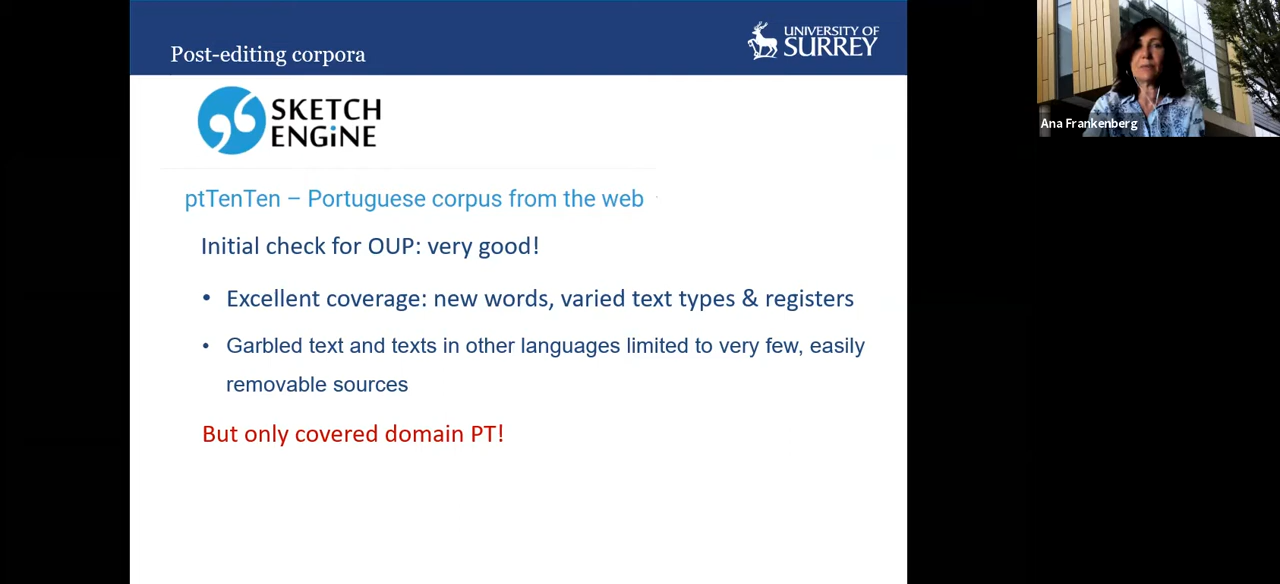 Post-editing corpora
UNIVERSITY OF
SURREY
SKETCH
ENGINE
ptTenTen – Portuguese corpus from the web
Initial check for OUP: very good!
• Excellent coverage: new words, varied text types & registers
• Garbled text and texts in other languages limited to very few, easily
removable sources
But only covered domain PT!
Ana Frankenberg